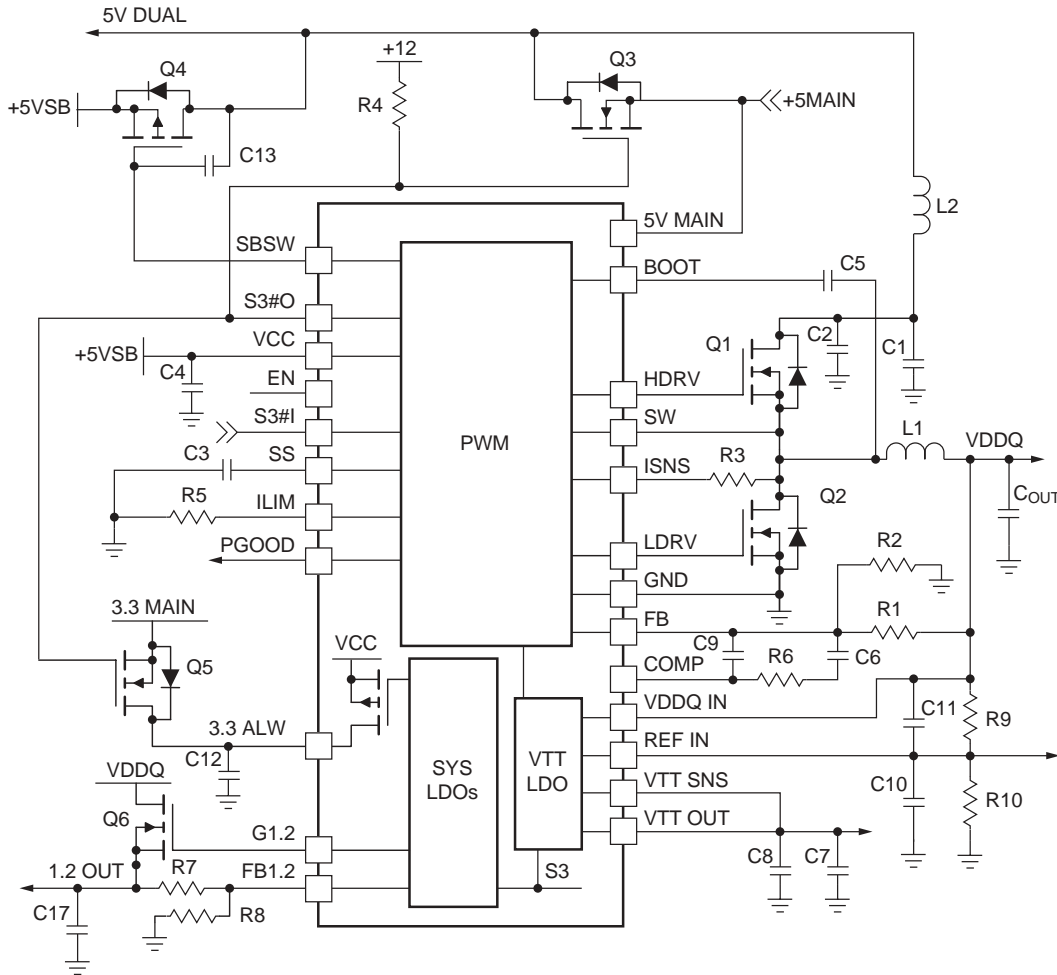 5V DUAL
+12
Q4
Q3
R4
+5VSB
+5MAIN
C13
L2
5V MAIN
SBSW
BOOT
C5
S3#O
VCC
+5VSB
C4
Q1
C2
C1
EN
HDRV
S3#I
SW
L1
VDDQ
PWM
C3
SS
ISNS
R3
R5
ILIM
Q2
COUT
PGOOD
LDRV
R2
GND
3.3 MAIN
FB
R1
VCC
C9
Q5
COMP
R6
C6
VDDQ IN
C11
R9
3.3 ALW
REF IN
C12
SYS
LDOs
VTT
LDO
VDDQ
VTT SNS
C10
R10
Q6
G1.2
VTT OUT
R7
FB1.2
C8
C7
1.2 OUT
S3
C17
R8